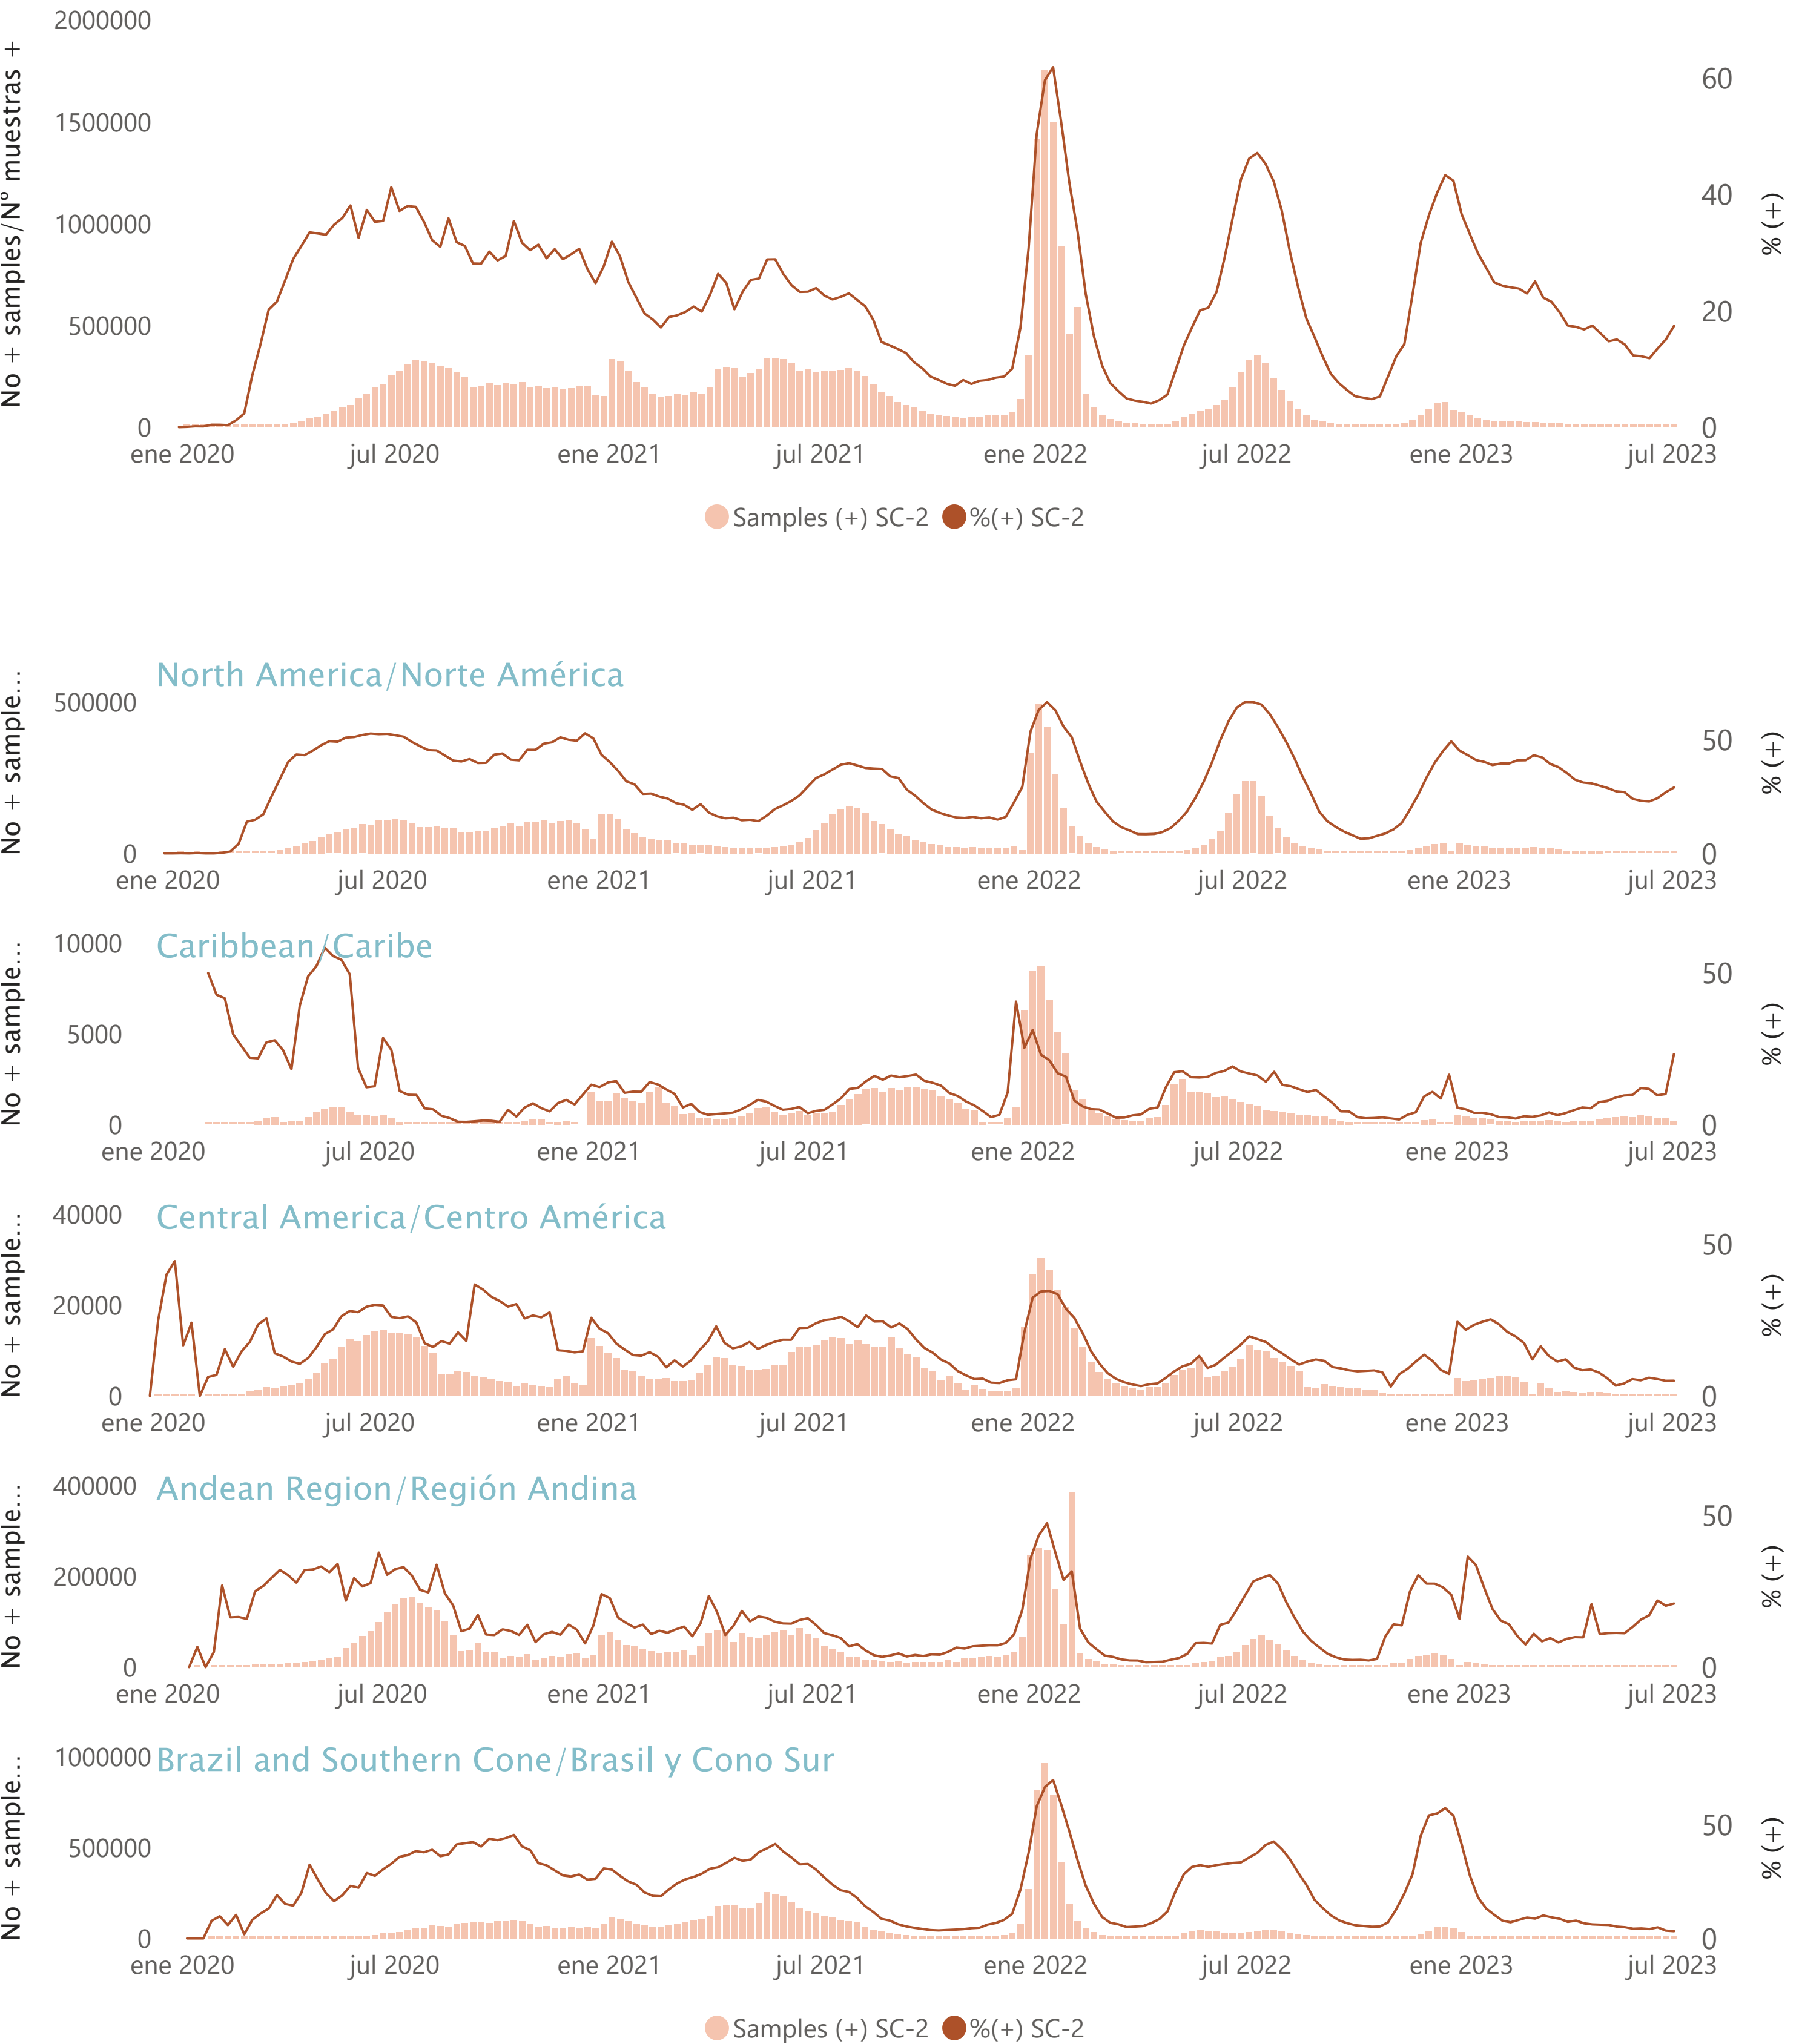 No + samples/Nº muestras +
2000000
1500000
1000000
500000
0
60
40
20
0
% (+)
ene 2020 jul 2020 ene 2021 jul 2021 ene 2022 jul 2022 ene 2023 jul 2023
Samples (+) SC-2 %(+) SC-2
North America/Norte América
No + sample...
500000
0
50
0
% (+)
ene 2020 jul 2020 ene 2021 jul 2021 ene 2022 jul 2022 ene 2023 jul 2023
Caribbean/Caribe
No + sample...
10000
5000
0
50
0
% (+)
ene 2020 jul 2020 ene 2021 jul 2021 ene 2022 jul 2022 ene 2023 jul 2023
Central America/Centro América
No + sample...
40000
20000
0
50
0
% (+)
ene 2020 jul 2020 ene 2021 jul 2021 ene 2022 jul 2022 ene 2023 jul 2023
Andean Region/Región Andina
No + sample...
400000
200000
0
50
0
% (+)
ene 2020 jul 2020 ene 2021 jul 2021 ene 2022 jul 2022 ene 2023 jul 2023
Brazil and Southern Cone/Brasil y Cono Sur
No + sample...
1000000
500000
0
50
0
% (+)
ene 2020 jul 2020 ene 2021 jul 2021 ene 2022 jul 2022 ene 2023 jul 2023
Samples (+) SC-2 %(+) SC-2